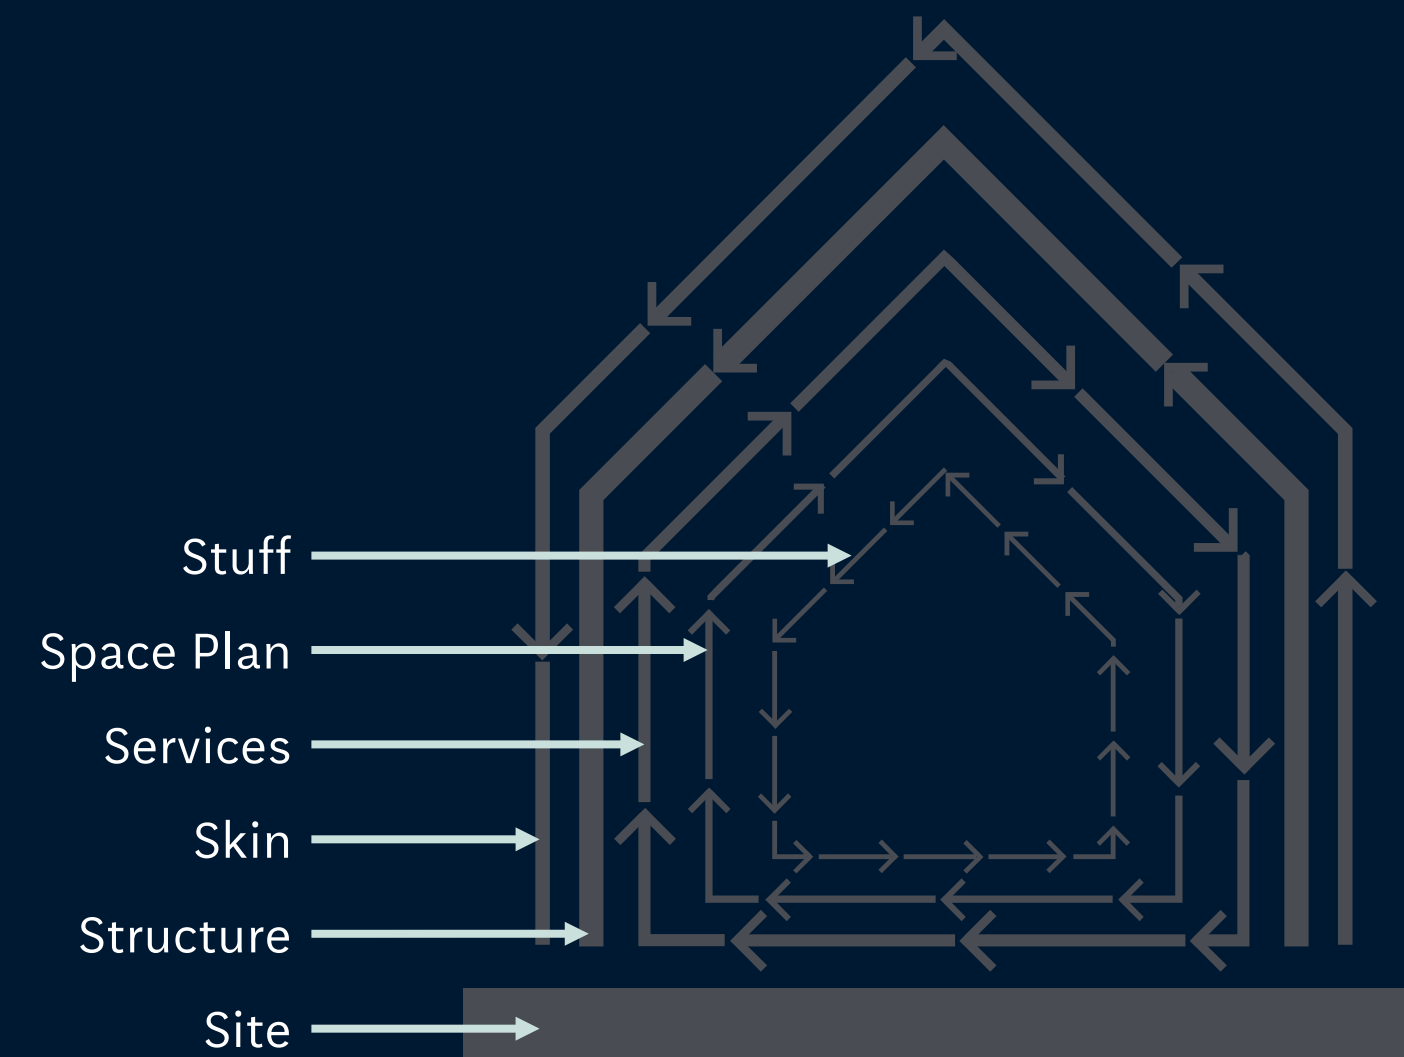 Stuff
Space Plan
Services
Skin
Structure
Site